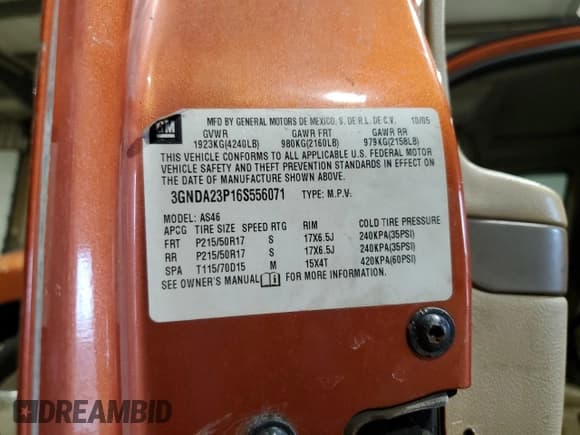 GM
MFD BY GENERAL MOTORS DE MEXICO, S. DE R.L. DE C.V. 10/05
GVWR GAWR FRT GAWR RR
1923KG(4240LB) 980KG(2160LB) 979KG(2158LB)
THIS VEHICLE CONFORMS TO ALL APPLICABLE U.S. FEDERAL MOTOR
VEHICLE SAFETY AND THEFT PREVENTION STANDARDS IN EFFECT ON
THE DATE OF MANUFACTURE SHOWN ABOVE.
3GNDA23P16S556071 TYPE: M.P.V.
MODEL: AS46
APCG TIRE SIZE SPEED RTG RIM COLD TIRE PRESSURE
FRT P215/50R17 S 17X6.5J 240KPA(35PSI)
RR P215/50R17 S 17X6.5J 240KPA(35PSI)
SPA T115/70D15 M 15X4T 420KPA(60PSI)
SEE OWNER'S MANUAL FOR MORE INFORMATION.
DREAMBID